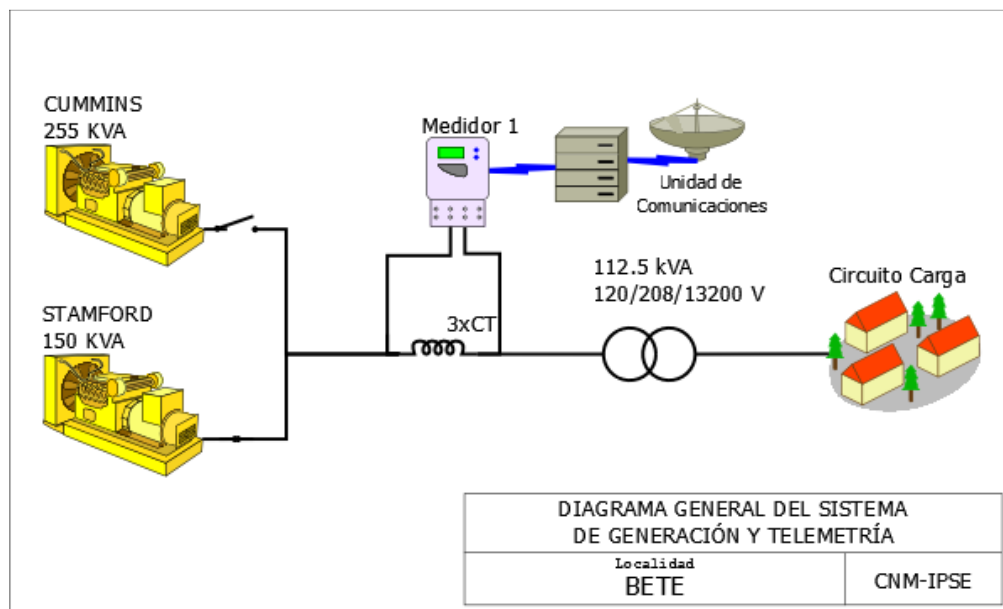 CUMMINS
255 KVA
Medidor 1
Unidad de
Comunicaciones
112.5 kVA
120/208/13200 V
Circuito Carga
STAMFORD
150 KVA
3xCT
DIAGRAMA GENERAL DEL SISTEMA
DE GENERACIÓN Y TELEMETRÍA
Localidad
BETE
CNM-IPSE